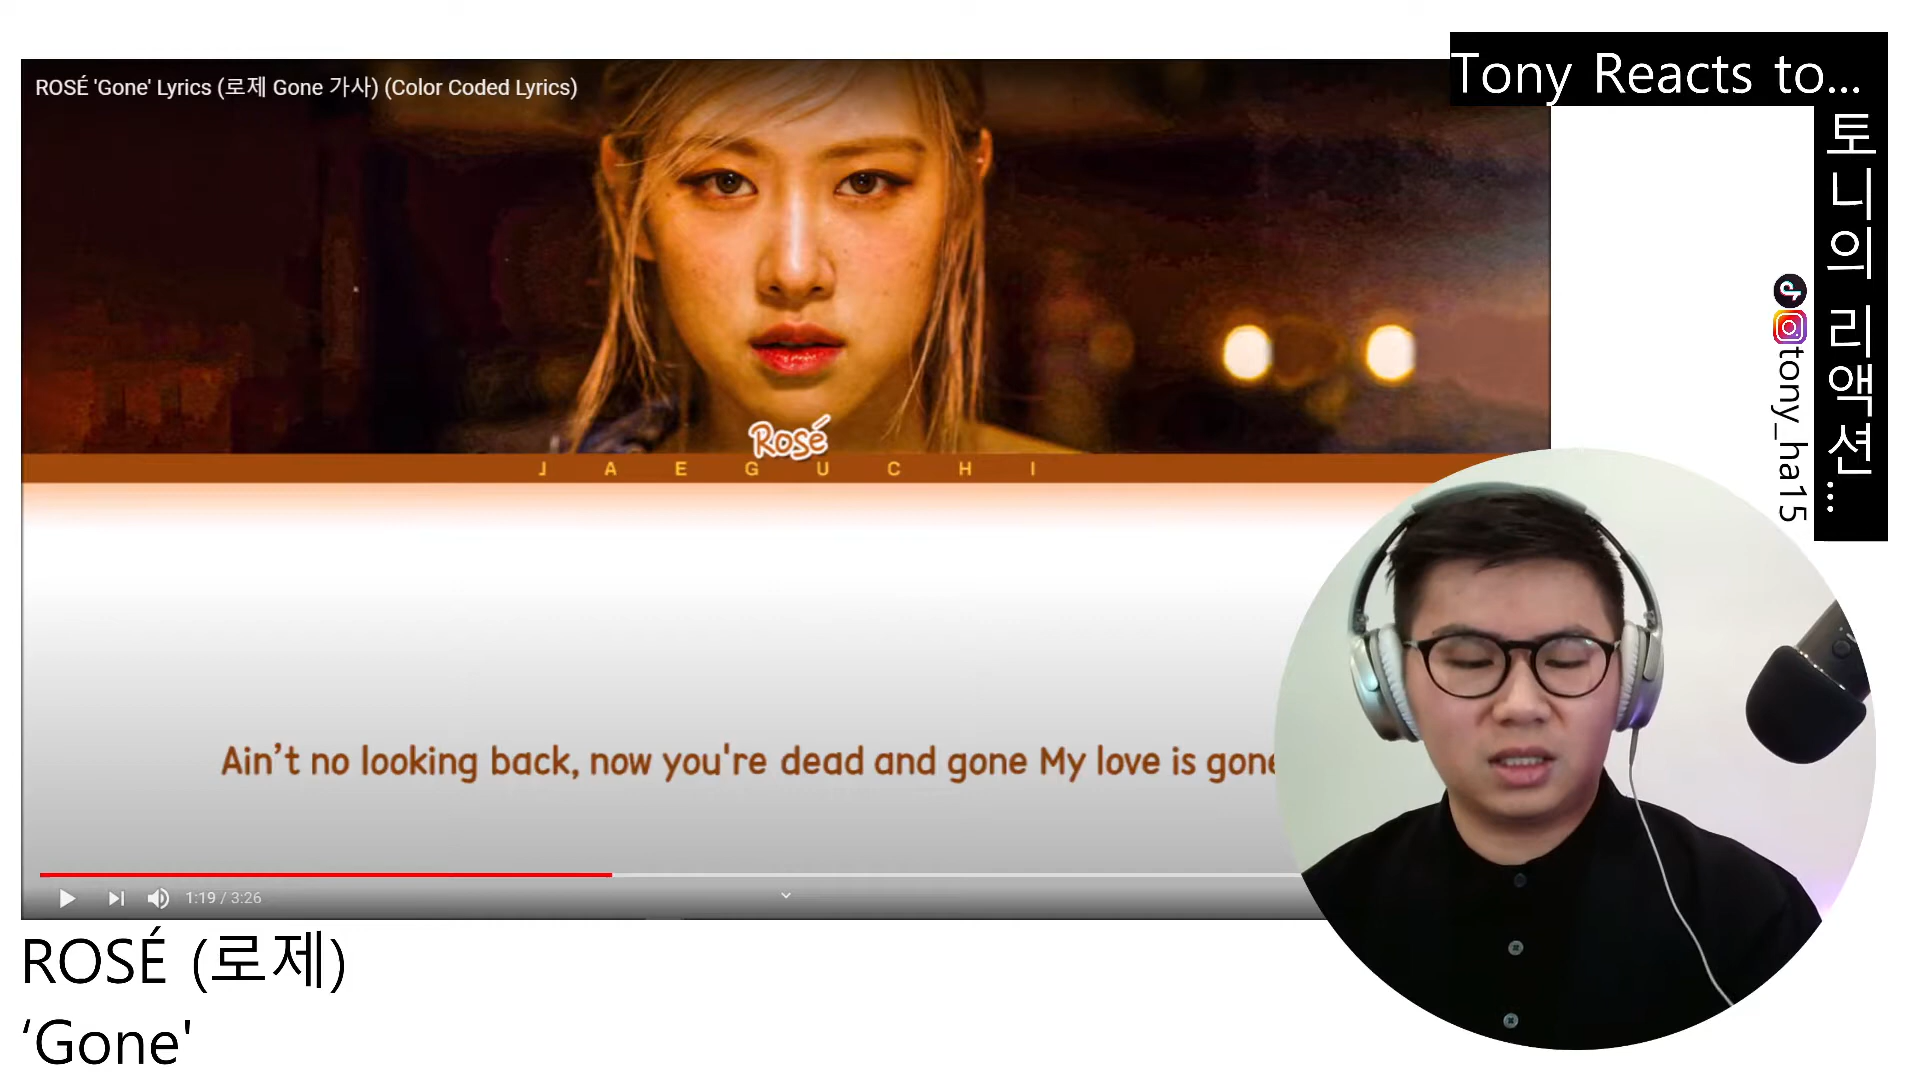 Tony Reacts to...
토니의 리액션...
tony_ha15
ROSÉ 'Gone' Lyrics (로제 Gone 가사) (Color Coded Lyrics)
Rosé
JAEGUCHI
Ain't no looking back, now you're dead and gone My love is gone
1:19 / 3:26
ROSÉ (로제)
‘Gone'